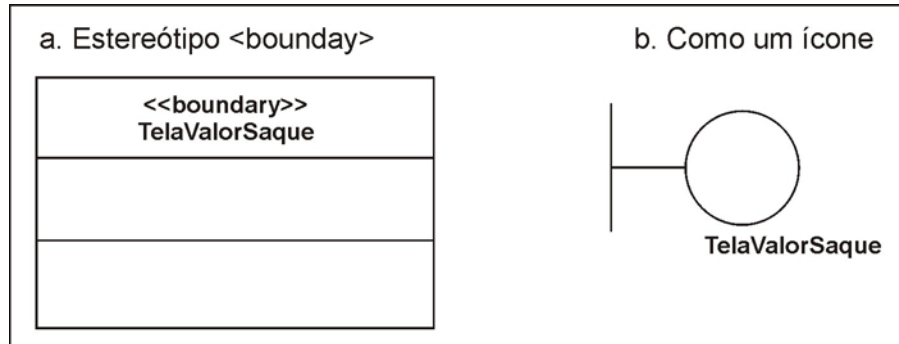 a. Estereótipo <bounday>
b. Como um ícone
<<boundary>>
TelaValorSaque
TelaValorSaque